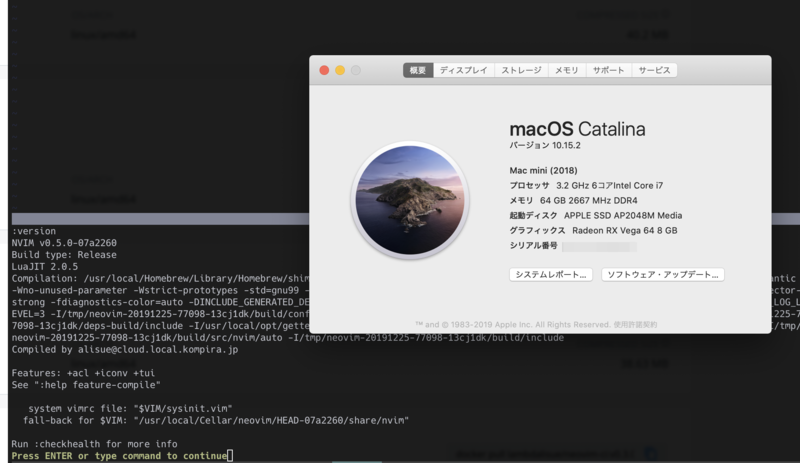 概要 ディスプレイ ストレージ メモリ サポート サービス
macOS Catalina
バージョン 10.15.2
Mac mini (2018)
プロセッサ 3.2 GHz 6コアIntel Core i7
メモリ 64 GB 2667 MHz DDR4
起動ディスク APPLE SSD AP2048M Media
グラフィックス Radeon RX Vega 64 8 GB
シリアル番号
システムレポート... ソフトウェア・アップデート...
™ and © 1983-2019 Apple Inc. All Rights Reserved. 使用許諾契約
:version
NVIM v0.5.0-07a2260
Build type: Release
LuaJIT 2.0.5
Compilation: /usr/local/Homebrew/Library/Homebrew/shim antic
-Wno-unused-parameter -Wstrict-prototypes -std=gnu99 ector-
strong -fdiagnostics-color=auto -DINCLUDE_GENERATED_DE LOG_L
EVEL=3 -I/tmp/neovim-20191225-77098-13cj1dk/build/conf
7098-13cj1dk/deps-build/include -I/usr/local/opt/gette /tmp/
neovim-20191225-77098-13cj1dk/build/src/nvim/auto -I/tmp/neovim-20191225-77098-13cj1dk/build/include
Compiled by alisue@cloud.local.kompira.jp
Features: +acl +iconv +tui
See ":help feature-compile"
system vimrc file: "$VIM/sysinit.vim"
fall-back for $VIM: "/usr/local/Cellar/neovim/HEAD-07a2260/share/nvim"
Run :checkhealth for more info
Press ENTER or type command to continue